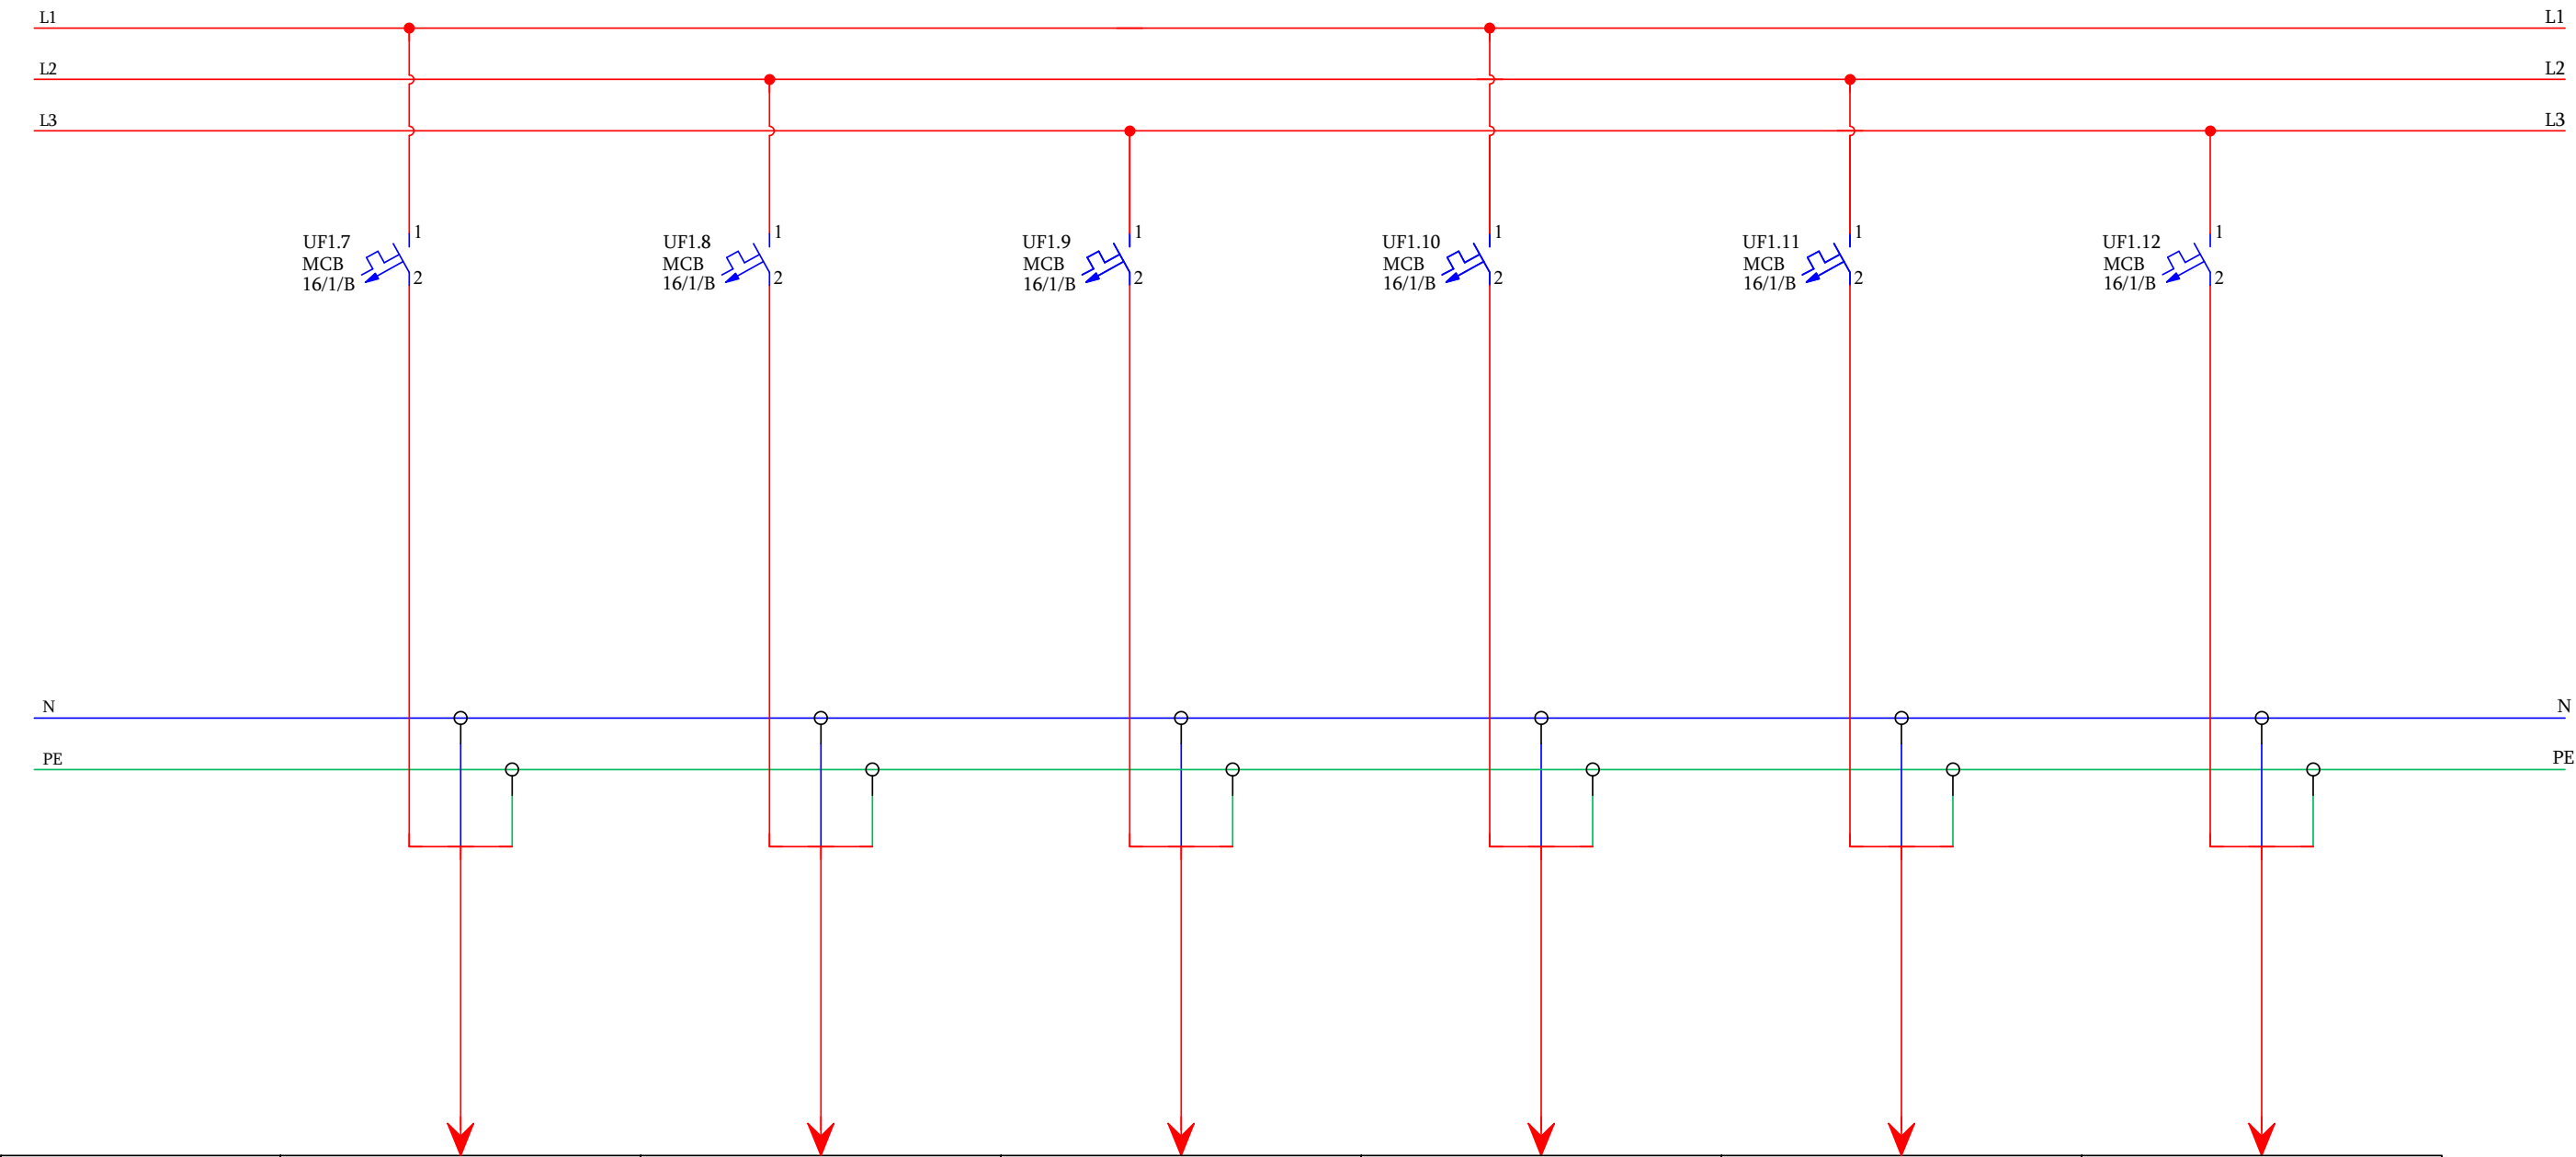 L1 L1
L2 L2
L3 L3
UF1.7
MCB
16/1/B
1
2
UF1.8
MCB
16/1/B
1
2
UF1.9
MCB
16/1/B
1
2
UF1.10
MCB
16/1/B
1
2
UF1.11
MCB
16/1/B
1
2
UF1.12
MCB
16/1/B
1
2
N N
PE PE